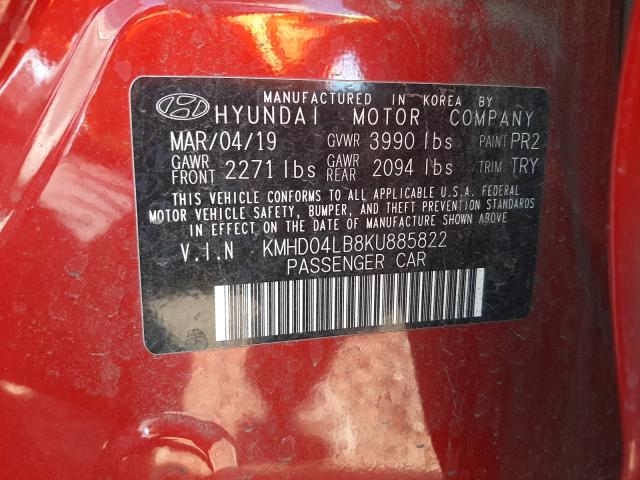 MANUFACTURED IN KOREA BY
HYUNDAI MOTOR COMPANY
MAR/04/19 GVWR 3990 lbs PAINT PR2
GAWR FRONT 2271 lbs GAWR REAR 2094 lbs TRIM TRY
THIS VEHICLE CONFORMS TO ALL APPLICABLE U.S.A. FEDERAL
MOTOR VEHICLE SAFETY, BUMPER, AND THEFT PREVENTION STANDARDS
IN EFFECT ON THE DATE OF MANUFACTURE SHOWN ABOVE
V.I.N KMHD04LB8KU885822
PASSENGER CAR